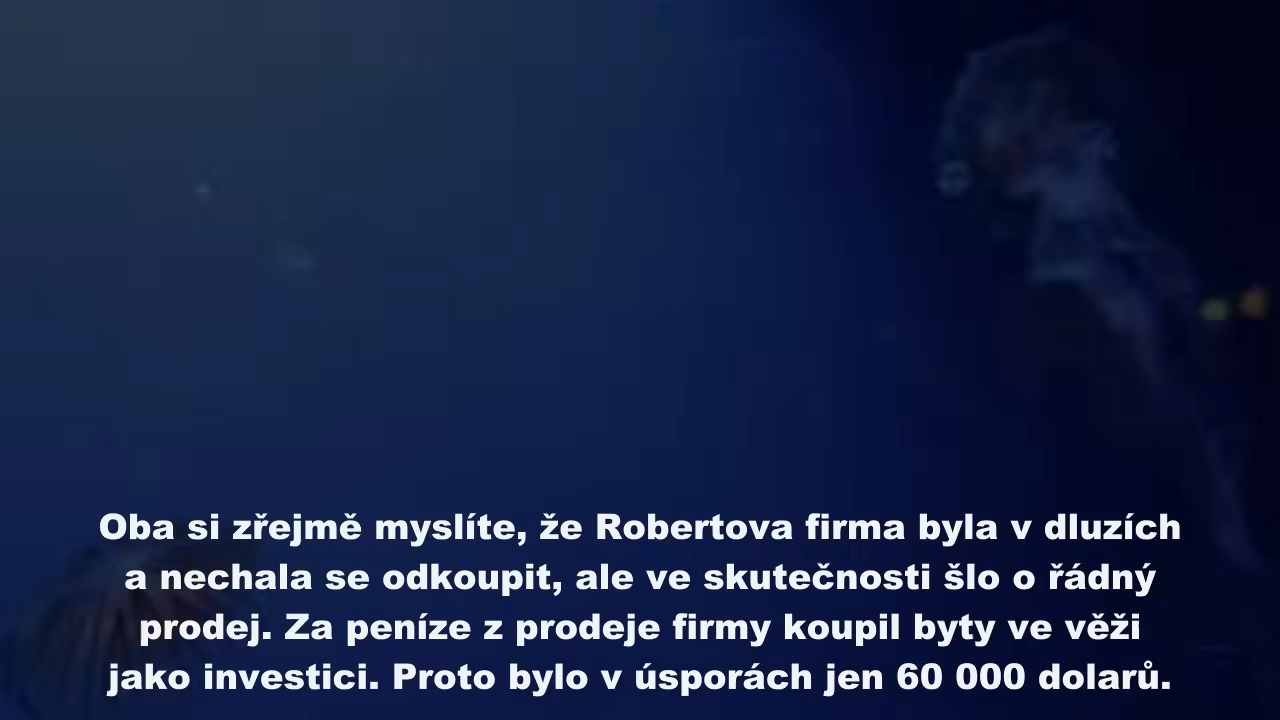 Oba si zřejmě myslíte, že Robertova firma byla v dluzích
a nechala se odkoupit, ale ve skutečnosti šlo o řádný
prodej. Za peníze z prodeje firmy koupil byty ve věži
jako investici. Proto bylo v úsporách jen 60 000 dolarů.